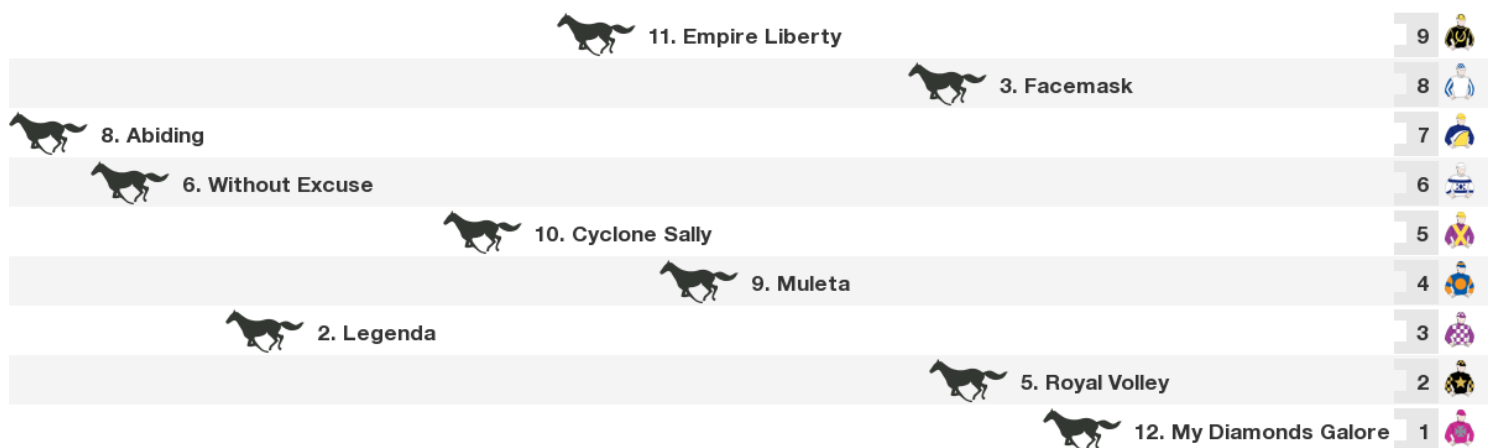 11. Empire Liberty 9
3. Facemask 8
8. Abiding 7
6. Without Excuse 6
10. Cyclone Sally 5
9. Muleta 4
2. Legenda 3
5. Royal Volley 2
12. My Diamonds Galore 1